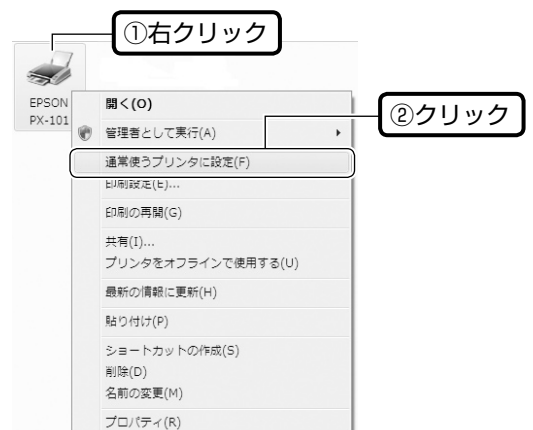 ①右クリック
EPSON
PX-101
開く(O)
②クリック
管理者として実行(A)
通常使うプリンタに設定(F)
印刷設定(E)...
印刷の再開(G)
共有(I)...
プリンタをオフラインで使用する(U)
最新の情報に更新(H)
貼り付け(P)
ショートカットの作成(S)
削除(D)
名前の変更(M)
プロパティ(R)